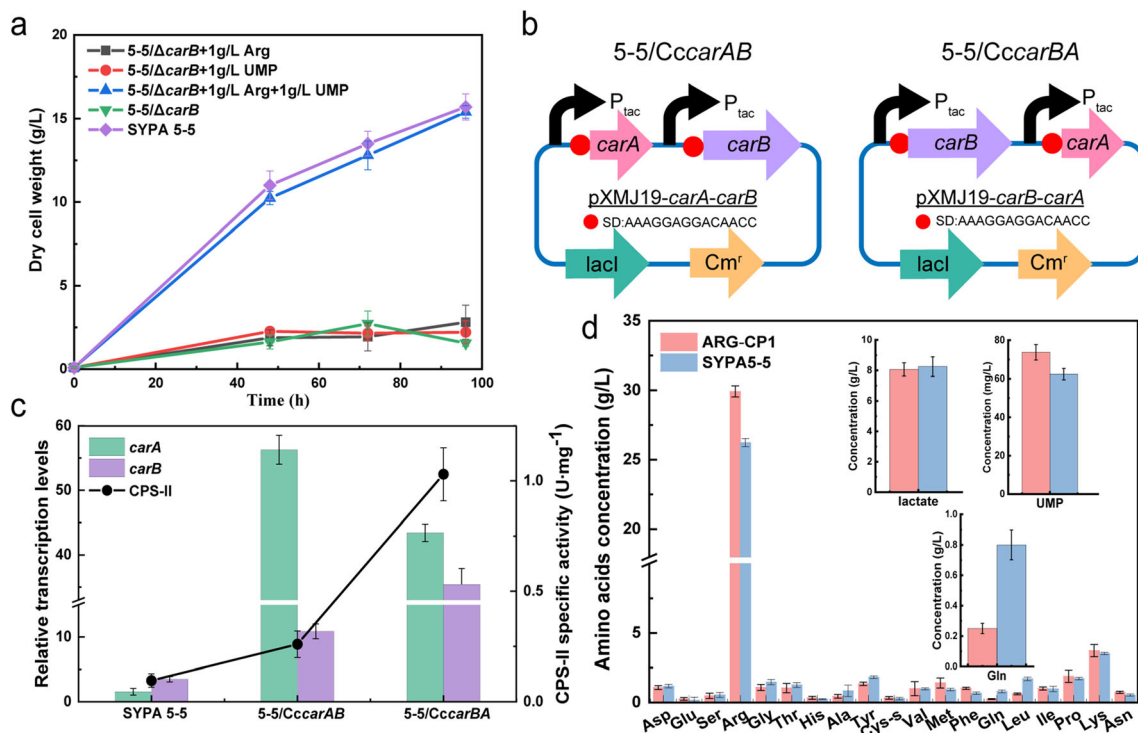 a
Dry cell weight (g/L)
20
15
10
5
0
5-5/ΔcarB+1g/L Arg
5-5/ΔcarB+1g/L UMP
5-5/ΔcarB+1g/L Arg+1g/L UMP
5-5/ΔcarB
SYPA 5-5
0 20 40 60 80 100
Time (h)
b
5-5/CccarAB
Ptac
Ptac
carA
carB
pXMJ19-carA-carB
SD:AAAGGAGGACAACC
lacI
Cmr
5-5/CccarBA
Ptac
Ptac
carB
carA
pXMJ19-carB-carA
SD:AAAGGAGGACAACC
lacI
Cmr
c
Relative transcription levels
60
55
50
45
40
10
0
carA
carB
CPS-II
1.0
0.5
0.0
CPS-II specific activity (U·mg-1)
SYPA 5-5 5-5/CccarAB 5-5/CccarBA
d
Amino acids concentration (g/L)
35
30
25
20
5
0
ARG-CP1
SYPA5-5
Concentration (g/L)
10
8
6
4
2
0
lactate
Concentration (mg/L)
80
60
40
20
0
UMP
Concentration (g/L)
1.0
0.8
0.6
0.4
0.2
0.0
Gln
Asp Glu Ser Arg Gly Thr His Ala Tyr Cys-s Val Met Phe Gln Leu Ile Pro Lys Asn